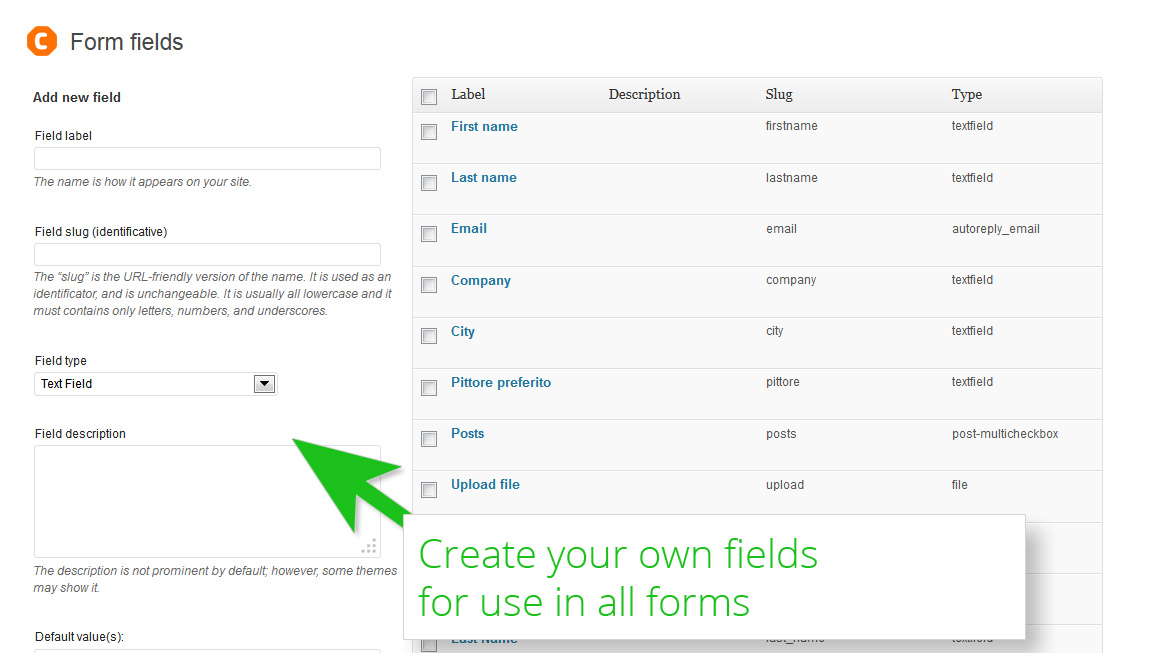 C Form fields
Add new field
Field label
The name is how it appears on your site.
Field slug (identificative)
The “slug” is the URL-friendly version of the name. It is used as an
identificator, and is unchangeable. It is usually all lowercase and it
must contains only letters, numbers, and underscores.
Field type
Text Field
Field description
The description is not prominent by default; however, some themes
may show it.
Default value(s):
Label Description Slug Type
First name firstname textfield
Last name lastname textfield
Email email autoreply_email
Company company textfield
City city textfield
Pittore preferito pittore textfield
Posts posts post-multicheckbox
Upload file upload file
Create your own fields
for use in all forms
Last Name last_name textfield